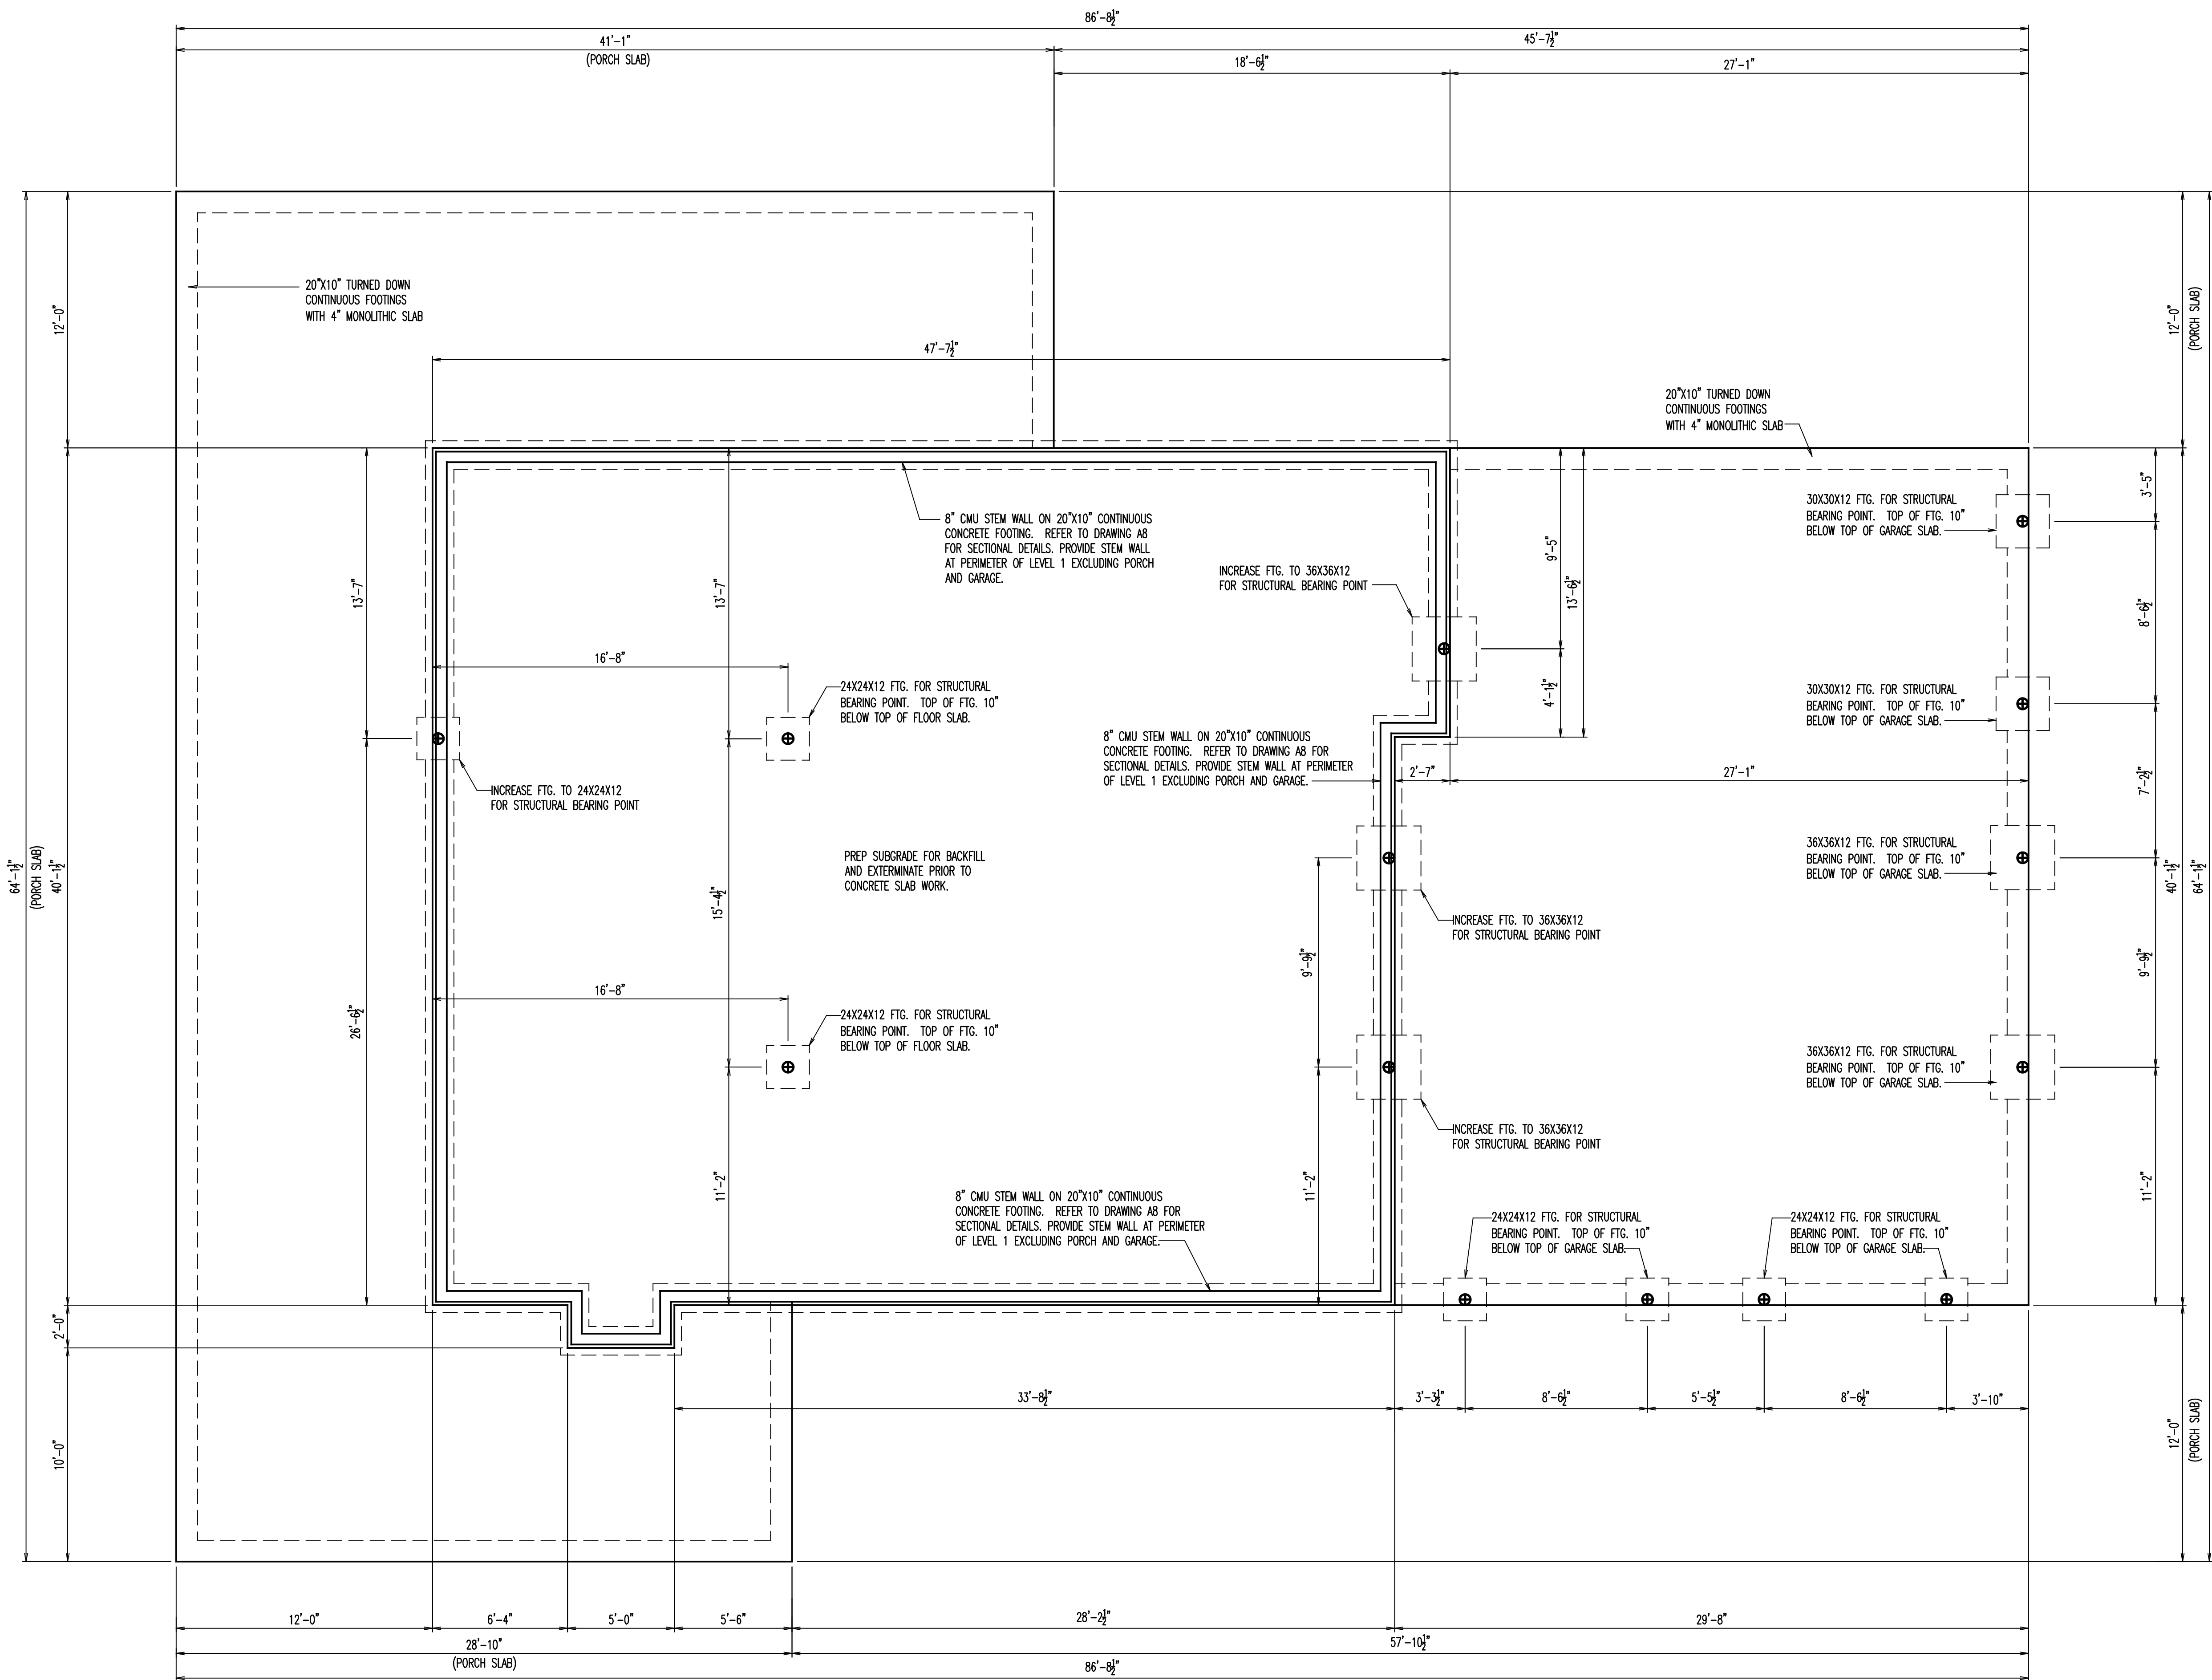 86'-8½"
41'-1"
(PORCH SLAB)
45'-7½"
18'-6½"
27'-1"
12'-0"
20"X10" TURNED DOWN
CONTINUOUS FOOTINGS
WITH 4" MONOLITHIC SLAB
12'-0"
(PORCH SLAB)
47'-7½"
20"X10" TURNED DOWN
CONTINUOUS FOOTINGS
WITH 4" MONOLITHIC SLAB
3'-5"
30X30X12 FTG. FOR STRUCTURAL
BEARING POINT. TOP OF FTG. 10"
BELOW TOP OF GARAGE SLAB.
8" CMU STEM WALL ON 20"X10" CONTINUOUS
CONCRETE FOOTING. REFER TO DRAWING A8
FOR SECTIONAL DETAILS. PROVIDE STEM WALL
AT PERIMETER OF LEVEL 1 EXCLUDING PORCH
AND GARAGE.
INCREASE FTG. TO 36X36X12
FOR STRUCTURAL BEARING POINT
9'-5"
13'-6½"
13'-7"
13'-7"
8'-6½"
16'-8"
24X24X12 FTG. FOR STRUCTURAL
BEARING POINT. TOP OF FTG. 10"
BELOW TOP OF FLOOR SLAB.
4'-1½"
30X30X12 FTG. FOR STRUCTURAL
BEARING POINT. TOP OF FTG. 10"
BELOW TOP OF GARAGE SLAB.
8" CMU STEM WALL ON 20"X10" CONTINUOUS
CONCRETE FOOTING. REFER TO DRAWING A8 FOR
SECTIONAL DETAILS. PROVIDE STEM WALL AT PERIMETER
OF LEVEL 1 EXCLUDING PORCH AND GARAGE.
2'-7"
27'-1"
7'-2½"
INCREASE FTG. TO 24X24X12
FOR STRUCTURAL BEARING POINT
64'-1½"
(PORCH SLAB)
40'-1½"
PREP SUBGRADE FOR BACKFILL
AND EXTERMINATE PRIOR TO
CONCRETE SLAB WORK.
36X36X12 FTG. FOR STRUCTURAL
BEARING POINT. TOP OF FTG. 10"
BELOW TOP OF GARAGE SLAB.
40'-1½"
64'-1½"
15'-4½"
INCREASE FTG. TO 36X36X12
FOR STRUCTURAL BEARING POINT
9'-9½"
9'-9½"
26'-6½"
16'-8"
24X24X12 FTG. FOR STRUCTURAL
BEARING POINT. TOP OF FTG. 10"
BELOW TOP OF FLOOR SLAB.
36X36X12 FTG. FOR STRUCTURAL
BEARING POINT. TOP OF FTG. 10"
BELOW TOP OF GARAGE SLAB.
INCREASE FTG. TO 36X36X12
FOR STRUCTURAL BEARING POINT
11'-2"
11'-2"
11'-2"
8" CMU STEM WALL ON 20"X10" CONTINUOUS
CONCRETE FOOTING. REFER TO DRAWING A8 FOR
SECTIONAL DETAILS. PROVIDE STEM WALL AT PERIMETER
OF LEVEL 1 EXCLUDING PORCH AND GARAGE.
24X24X12 FTG. FOR STRUCTURAL
BEARING POINT. TOP OF FTG. 10"
BELOW TOP OF GARAGE SLAB.
24X24X12 FTG. FOR STRUCTURAL
BEARING POINT. TOP OF FTG. 10"
BELOW TOP OF GARAGE SLAB.
2'-0"
33'-8½"
3'-3½"
8'-6½"
5'-5½"
8'-6½"
3'-10"
10'-0"
12'-0"
(PORCH SLAB)
12'-0"
6'-4"
5'-0"
5'-6"
28'-2½"
29'-8"
28'-10"
(PORCH SLAB)
57'-10½"
86'-8½"